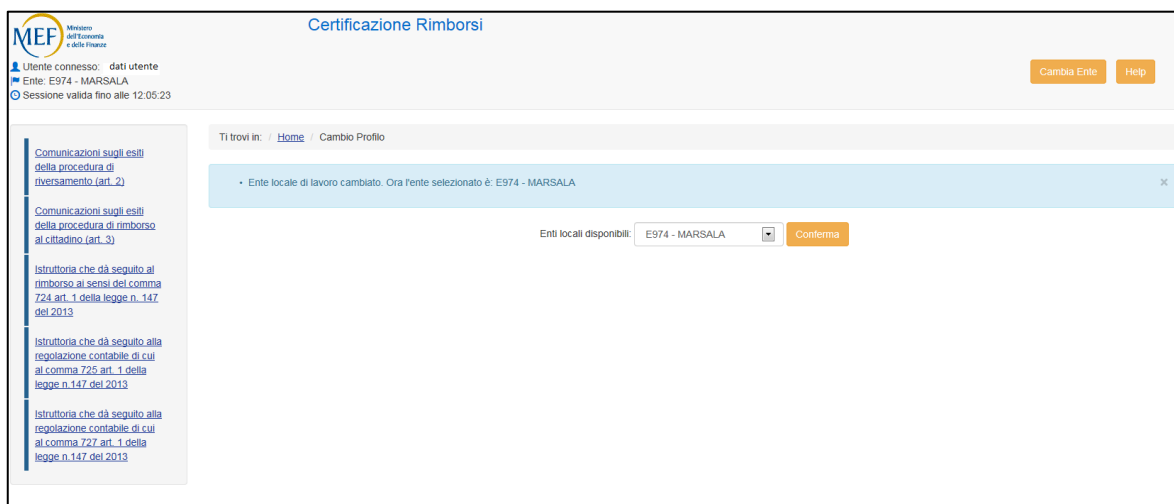 MEF
Ministero
dell'Economia
e delle Finanze
Certificazione Rimborsi
Utente connesso: dati utente
Ente: E974 - MARSALA
Sessione valida fino alle 12:05:23
Cambia Ente
Help
Comunicazioni sugli esiti
della procedura di
riversamento (art. 2)
Comunicazioni sugli esiti
della procedura di rimborso
al cittadino (art. 3)
Istruttoria che dà seguito al
rimborso ai sensi del comma
724 art. 1 della legge n. 147
del 2013
Istruttoria che dà seguito alla
regolazione contabile di cui
al comma 725 art. 1 della
legge n.147 del 2013
Istruttoria che dà seguito alla
regolazione contabile di cui
al comma 727 art. 1 della
legge n.147 del 2013
Ti trovi in: / Home / Cambio Profilo
• Ente locale di lavoro cambiato. Ora l'ente selezionato è: E974 - MARSALA
×
Enti locali disponibili: E974 - MARSALA
Conferma